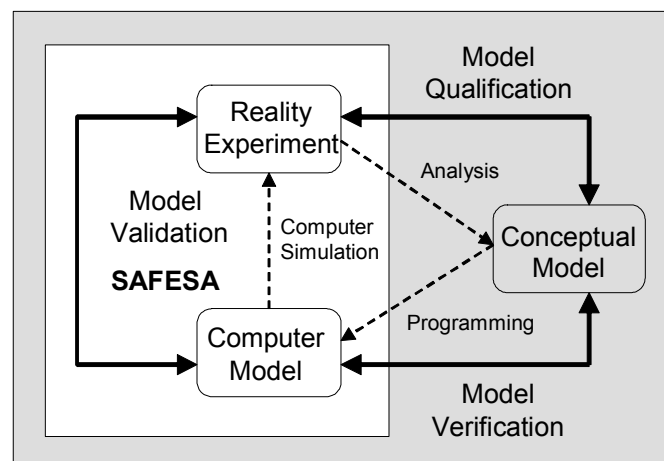 Model
Qualification
Reality
Experiment
Analysis
Model
Validation
SAFESA
Computer
Simulation
Conceptual
Model
Programming
Computer
Model
Model
Verification